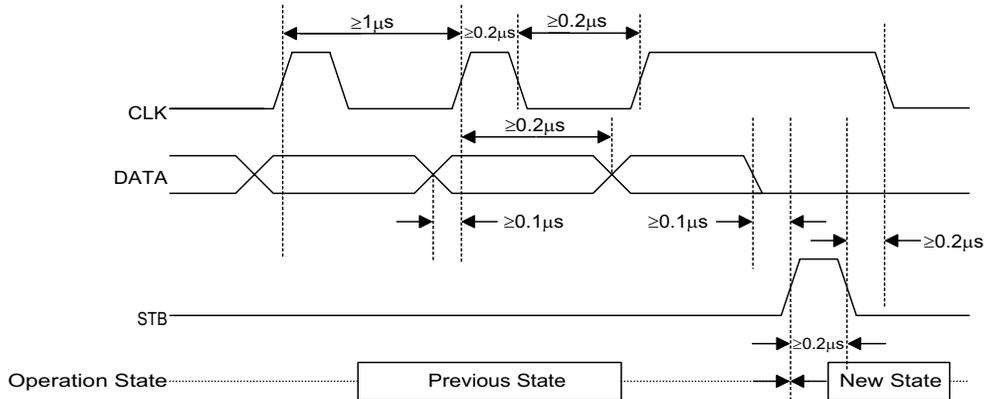 ≥1μs
≥0.2μs
≥0.2μs
CLK
≥0.2μs
DATA
≥0.1μs
≥0.1μs
≥0.2μs
STB
≥0.2μs
Operation State
Previous State
New State